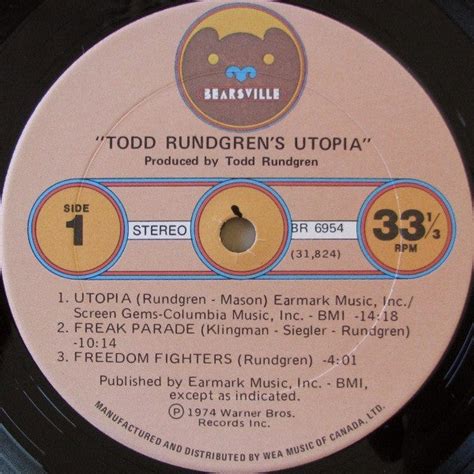 BEARSVILLE
"TODD RUNDGREN'S UTOPIA"
Produced by Todd Rundgren
SIDE
1
STEREO
BR 6954
(31,824)
33 1/3
RPM
1. UTOPIA (Rundgren - Mason) Earmark Music, Inc./
Screen Gems-Columbia Music, Inc. - BMI -14:18
2. FREAK PARADE (Klingman - Siegler - Rundgren)
-10:14
3. FREEDOM FIGHTERS (Rundgren) -4:01
Published by Earmark Music, Inc. - BMI,
except as indicated.
℗ 1974 Warner Bros.
Records Inc.
MANUFACTURED AND DISTRIBUTED BY WEA MUSIC OF CANADA, LTD.